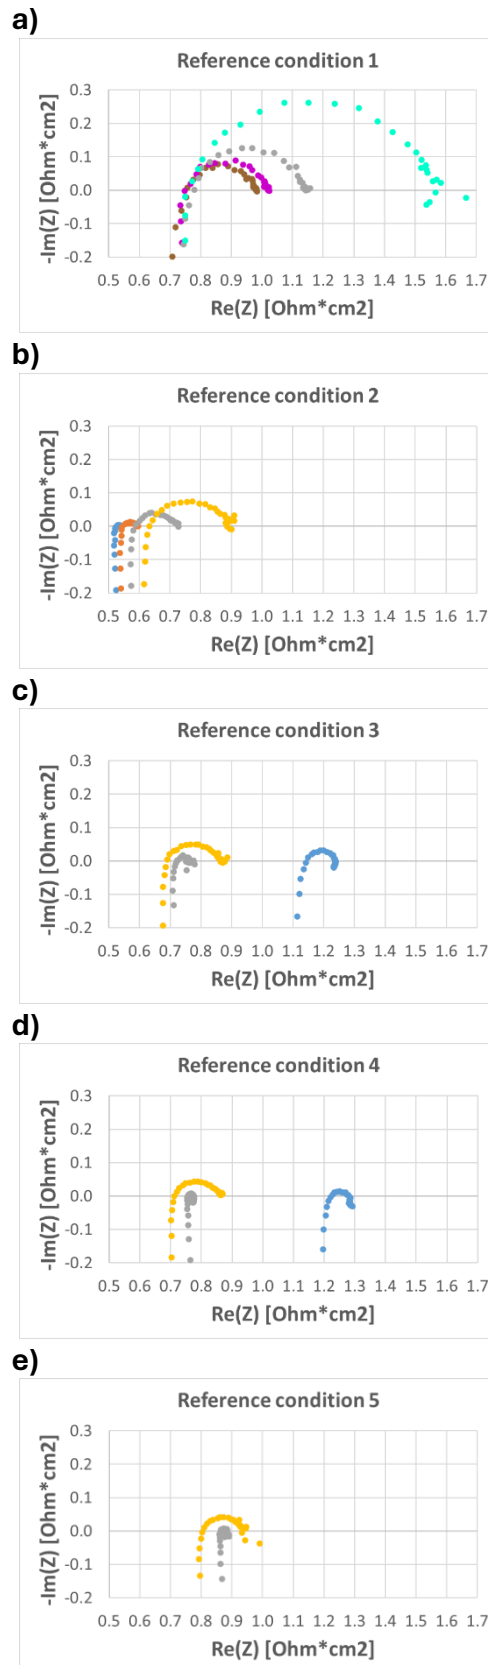 a)
Reference condition 1
-Im(Z) [Ohm*cm2]
0.3
0.2
0.1
0.0
-0.1
-0.2
0.5 0.6 0.7 0.8 0.9 1.0 1.1 1.2 1.3 1.4 1.5 1.6 1.7
Re(Z) [Ohm*cm2]
b)
Reference condition 2
-Im(Z) [Ohm*cm2]
0.3
0.2
0.1
0.0
-0.1
-0.2
0.5 0.6 0.7 0.8 0.9 1.0 1.1 1.2 1.3 1.4 1.5 1.6 1.7
Re(Z) [Ohm*cm2]
c)
Reference condition 3
-Im(Z) [Ohm*cm2]
0.3
0.2
0.1
0.0
-0.1
-0.2
0.5 0.6 0.7 0.8 0.9 1.0 1.1 1.2 1.3 1.4 1.5 1.6 1.7
Re(Z) [Ohm*cm2]
d)
Reference condition 4
-Im(Z) [Ohm*cm2]
0.3
0.2
0.1
0.0
-0.1
-0.2
0.5 0.6 0.7 0.8 0.9 1.0 1.1 1.2 1.3 1.4 1.5 1.6 1.7
Re(Z) [Ohm*cm2]
e)
Reference condition 5
-Im(Z) [Ohm*cm2]
0.3
0.2
0.1
0.0
-0.1
-0.2
0.5 0.6 0.7 0.8 0.9 1.0 1.1 1.2 1.3 1.4 1.5 1.6 1.7
Re(Z) [Ohm*cm2]